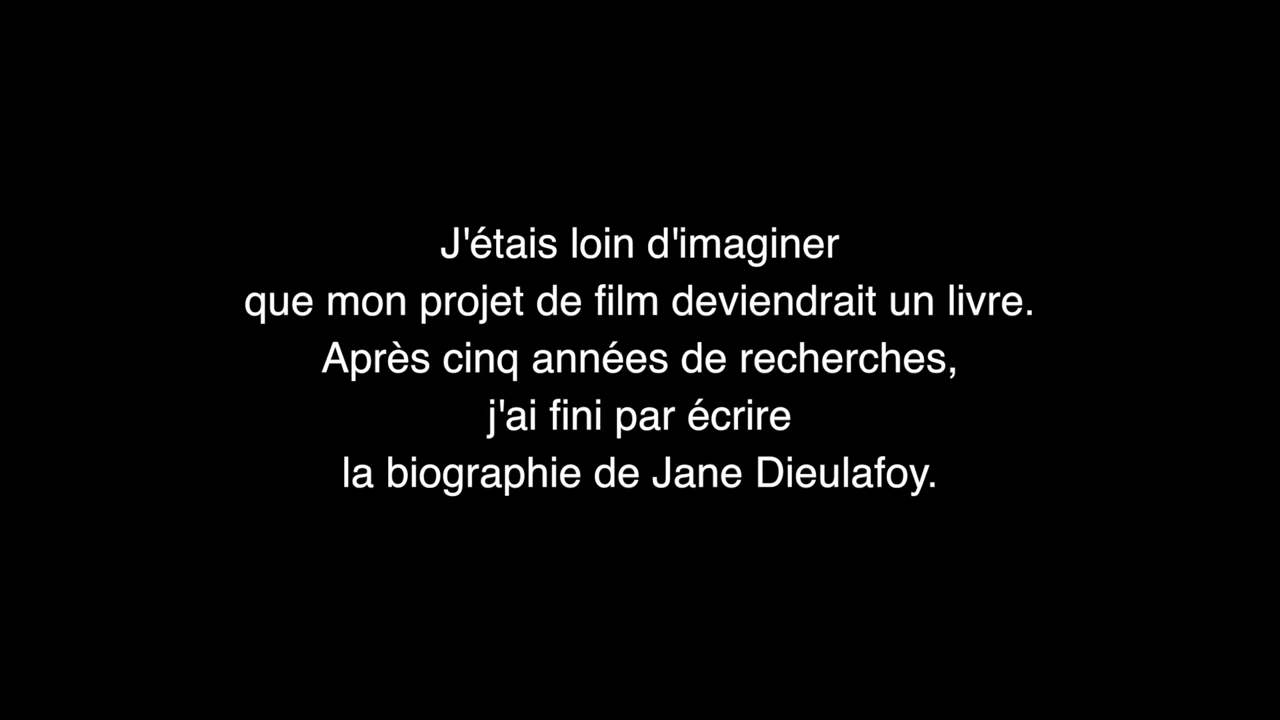 J'étais loin d'imaginer
que mon projet de film deviendrait un livre.
Après cinq années de recherches,
j'ai fini par écrire
la biographie de Jane Dieulafoy.